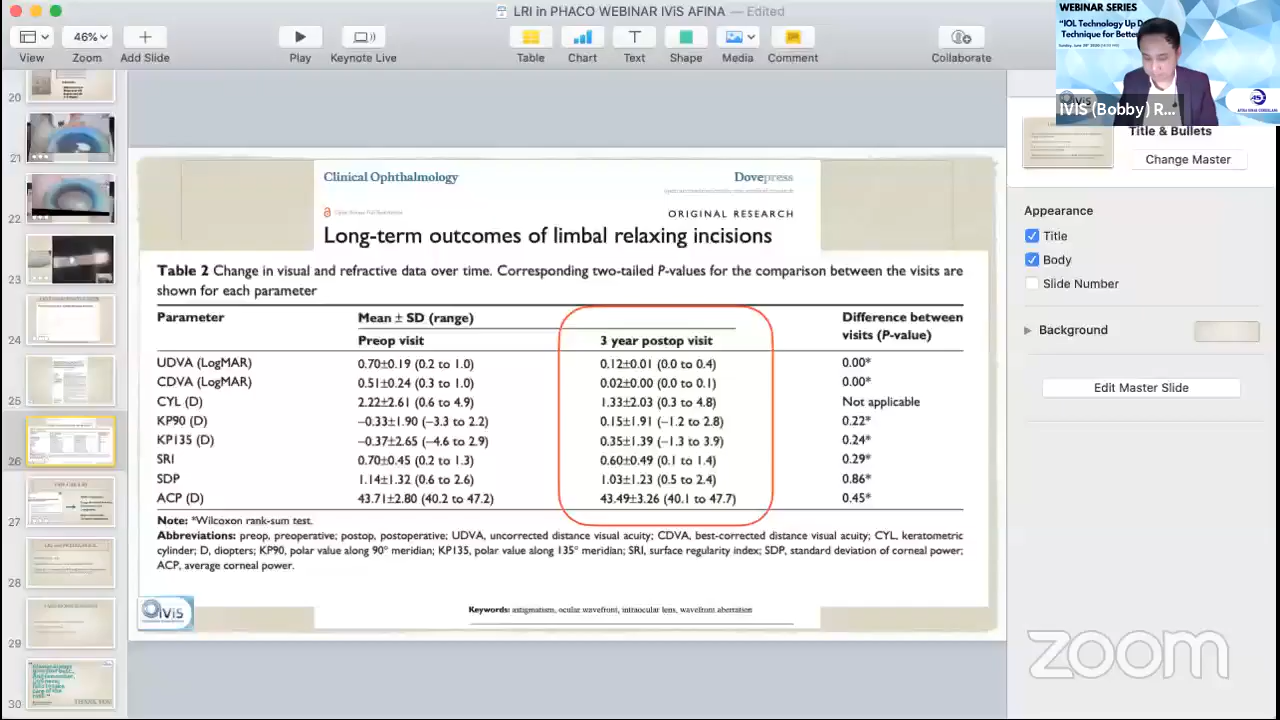 LRI in PHACO WEBINAR IViS AFINA — Edited
46%
View
Zoom
Add Slide
Play
Keynote Live
Table
Chart
Text
Shape
Media
Comment
Collaborate
WEBINAR SERIES
"IOL Technology Up D
Technique for Better
IVIS (Bobby) R...
20
21
22
23
24
25
26
27
28
29
30
Clinical Ophthalmology
Dovepress
ORIGINAL RESEARCH
Long-term outcomes of limbal relaxing incisions
Table 2 Change in visual and refractive data over time. Corresponding two-tailed P-values for the comparison between the visits are
shown for each parameter
Parameter Mean ± SD (range) Difference between
visits (P-value)
Preop visit 3 year postop visit
UDVA (LogMAR) 0.70±0.19 (0.2 to 1.0) 0.12±0.01 (0.0 to 0.4) 0.00*
CDVA (LogMAR) 0.51±0.24 (0.3 to 1.0) 0.02±0.00 (0.0 to 0.1) 0.00*
CYL (D) 2.22±2.61 (0.6 to 4.9) 1.33±2.03 (0.3 to 4.8) Not applicable
KP90 (D) −0.33±1.90 (−3.3 to 2.2) 0.15±1.91 (−1.2 to 2.8) 0.22*
KP135 (D) −0.37±2.65 (−4.6 to 2.9) 0.35±1.39 (−1.3 to 3.9) 0.24*
SRI 0.70±0.45 (0.2 to 1.3) 0.60±0.49 (0.1 to 1.4) 0.29*
SDP 1.14±1.32 (0.6 to 2.6) 1.03±1.23 (0.5 to 2.4) 0.86*
ACP (D) 43.71±2.80 (40.2 to 47.2) 43.49±3.26 (40.1 to 47.7) 0.45*
Note: *Wilcoxon rank-sum test.
Abbreviations: preop, preoperative; postop, postoperative; UDVA, uncorrected distance visual acuity; CDVA, best-corrected distance visual acuity; CYL, keratometric
cylinder; D, diopters; KP90, polar value along 90° meridian; KP135, polar value along 135° meridian; SRI, surface regularity index; SDP, standard deviation of corneal power;
ACP, average corneal power.
Keywords: astigmatism, ocular wavefront, intraocular lens, wavefront aberration
iViS
Title & Bullets
Change Master
Appearance
Title
Body
Slide Number
Background
Edit Master Slide
zoom